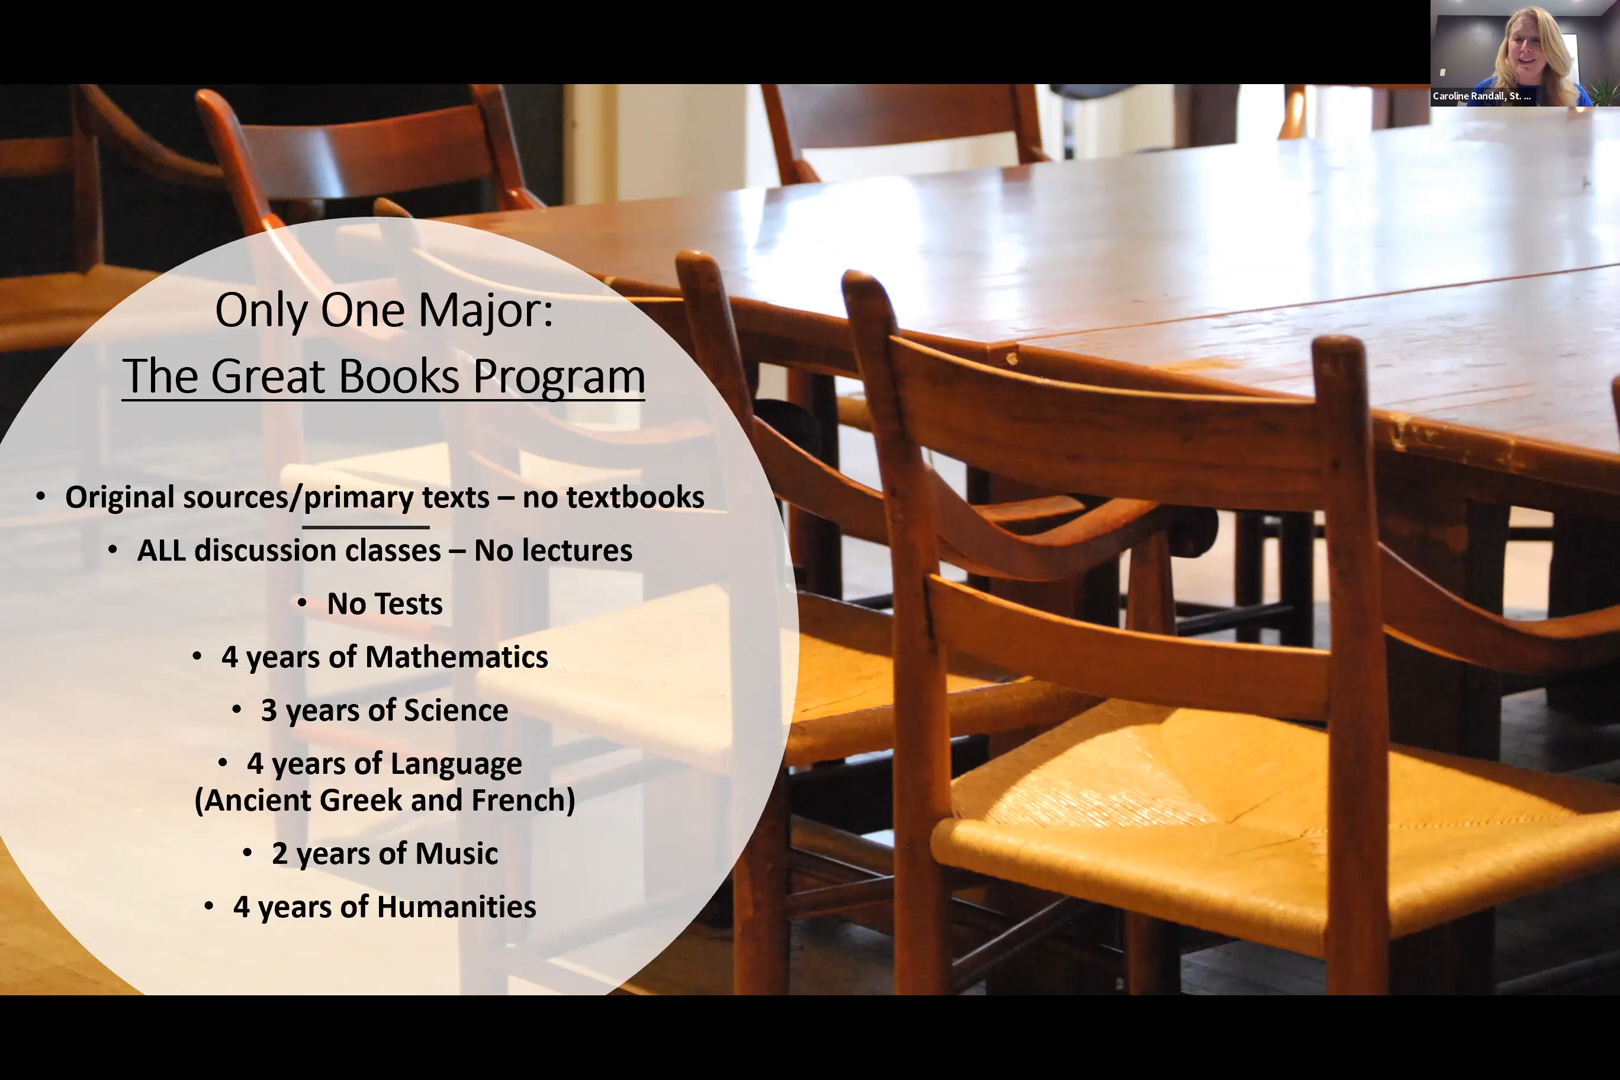 Caroline Randall, St. ...
Only One Major:
The Great Books Program
• Original sources/primary texts – no textbooks
• ALL discussion classes – No lectures
• No Tests
• 4 years of Mathematics
• 3 years of Science
• 4 years of Language
(Ancient Greek and French)
• 2 years of Music
• 4 years of Humanities